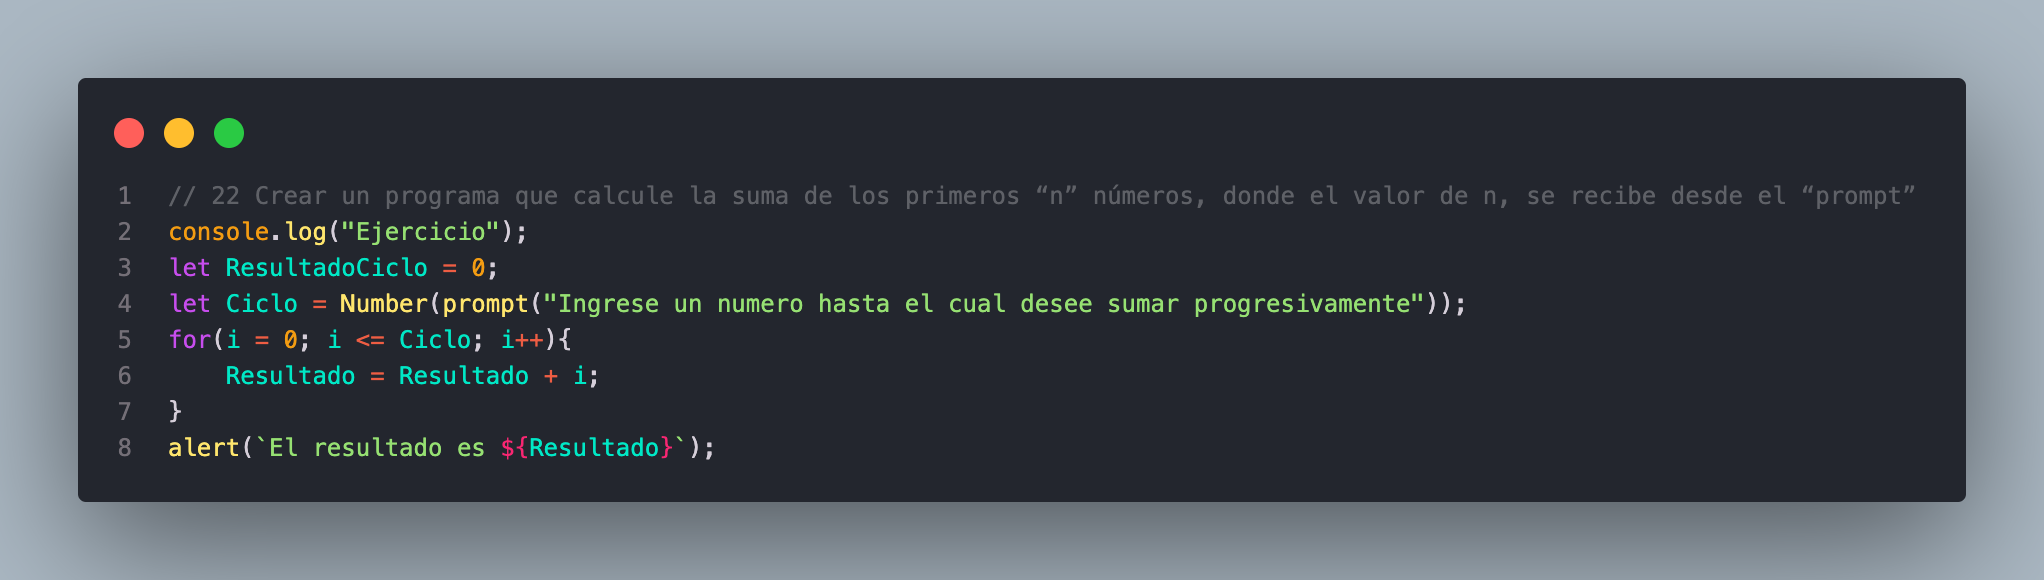 1 // 22 Crear un programa que calcule la suma de los primeros “n” números, donde el valor de n, se recibe desde el “prompt”
2 console.log("Ejercicio");
3 let ResultadoCiclo = 0;
4 let Ciclo = Number(prompt("Ingrese un numero hasta el cual desee sumar progresivamente"));
5 for(i = 0; i <= Ciclo; i++){
6     Resultado = Resultado + i;
7 }
8 alert(`El resultado es ${Resultado}`);